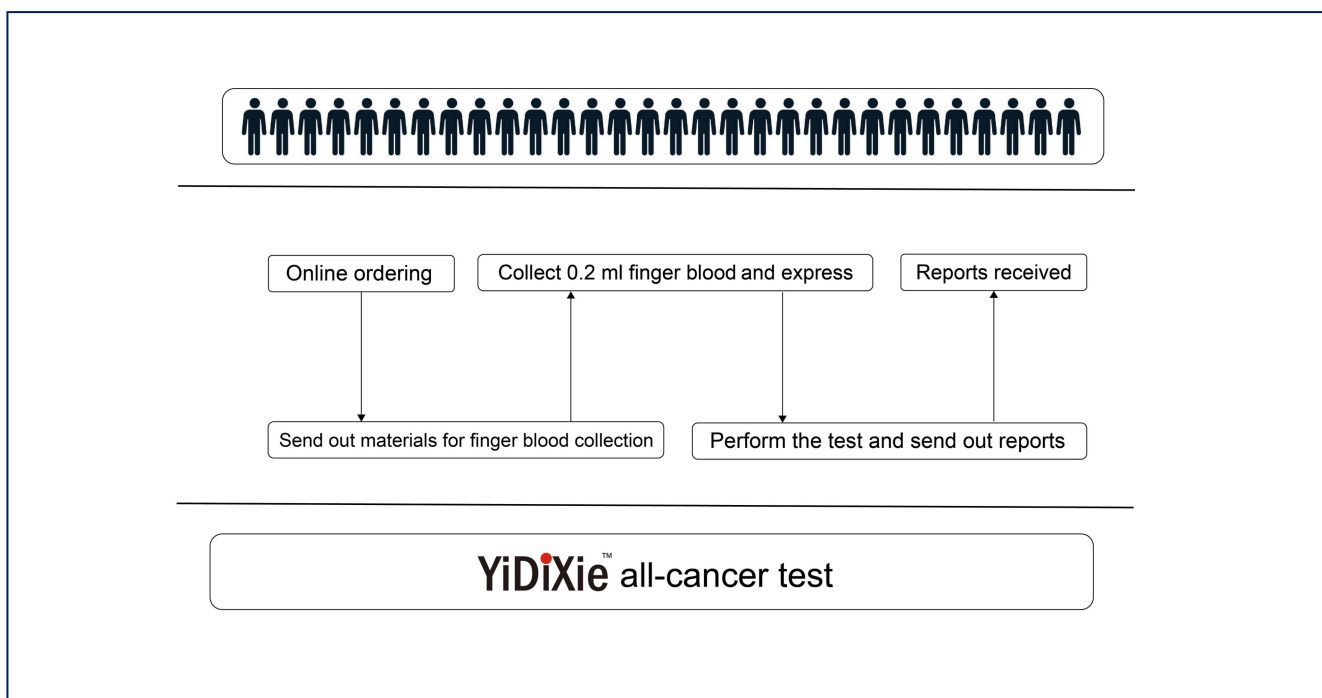 Online ordering
Collect 0.2 ml finger blood and express
Reports received
Send out materials for finger blood collection
Perform the test and send out reports
YiDiXie™ all-cancer test